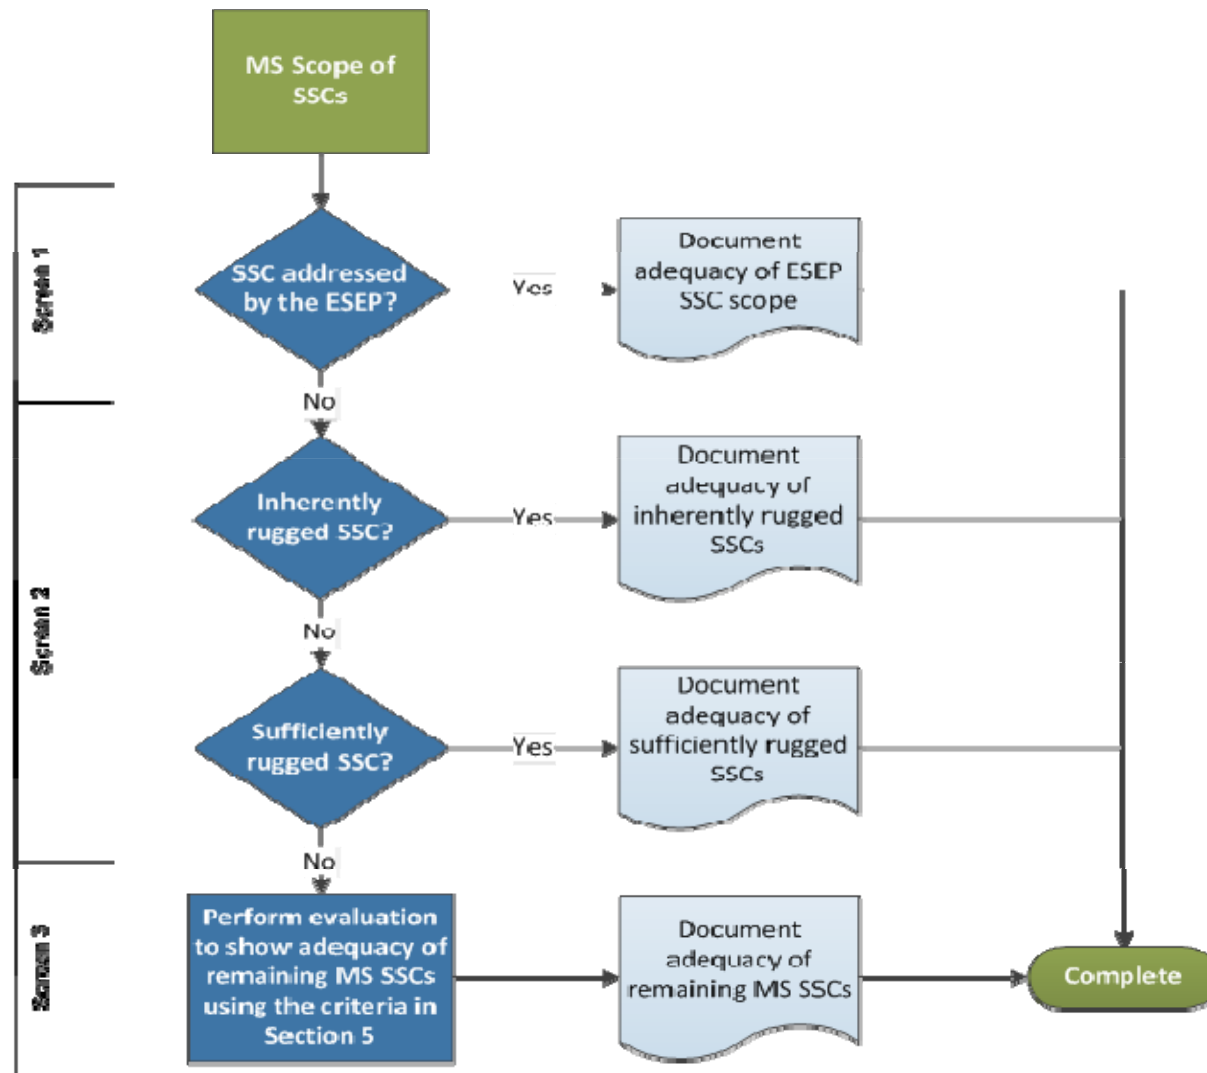 MS Scope of
SSCs
Screen 1
SSC addressed
by the ESEP?
Yes
Document
adequacy of ESEP
SSC scope
No
Screen 2
Inherently
rugged SSC?
Yes
Document
adequacy of
inherently rugged
SSCs
No
Sufficiently
rugged SSC?
Yes
Document
adequacy of
sufficiently rugged
SSCs
No
Screen 3
Perform evaluation
to show adequacy of
remaining MS SSCs
using the criteria in
Section 5
Document
adequacy of
remaining MS SSCs
Complete